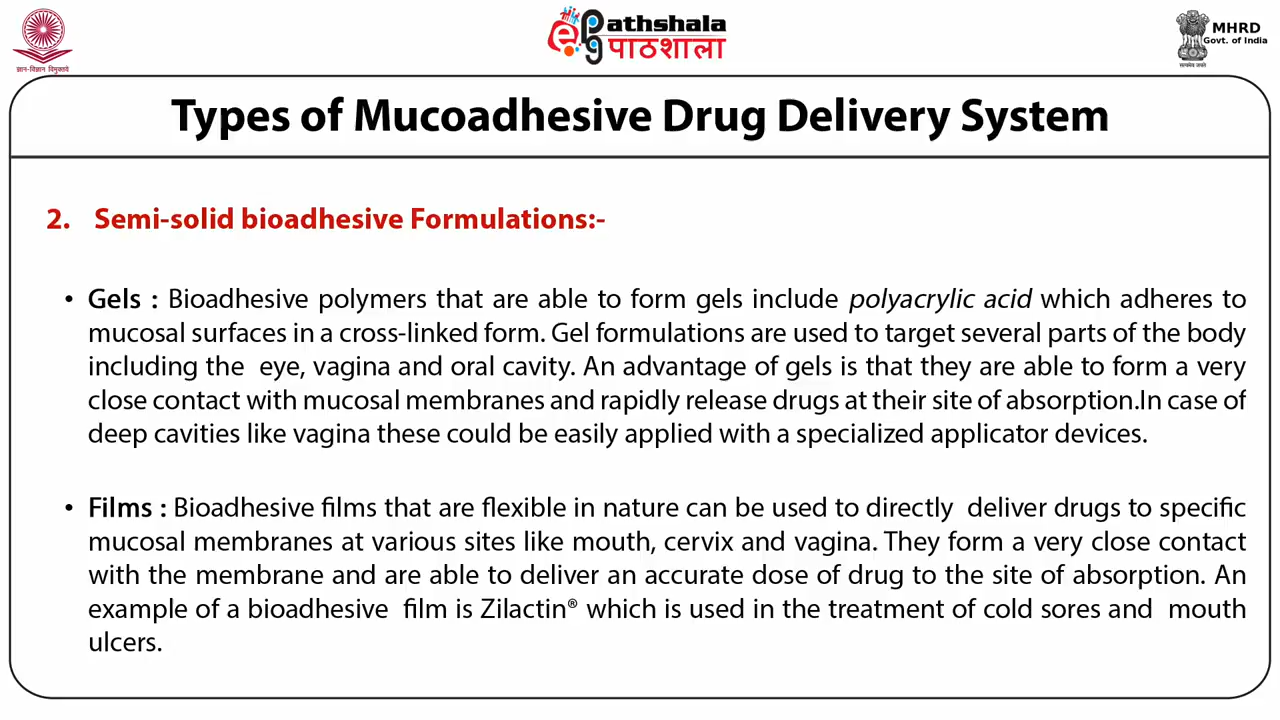 ज्ञान-विज्ञान विमुक्तये
ePG Pathshala
पाठशाला
सत्यमेव जयते
MHRD
Govt. of India
Types of Mucoadhesive Drug Delivery System
2. Semi-solid bioadhesive Formulations:-
• Gels : Bioadhesive polymers that are able to form gels include polyacrylic acid which adheres to
mucosal surfaces in a cross-linked form. Gel formulations are used to target several parts of the body
including the eye, vagina and oral cavity. An advantage of gels is that they are able to form a very
close contact with mucosal membranes and rapidly release drugs at their site of absorption.In case of
deep cavities like vagina these could be easily applied with a specialized applicator devices.
• Films : Bioadhesive films that are flexible in nature can be used to directly deliver drugs to specific
mucosal membranes at various sites like mouth, cervix and vagina. They form a very close contact
with the membrane and are able to deliver an accurate dose of drug to the site of absorption. An
example of a bioadhesive film is Zilactin® which is used in the treatment of cold sores and mouth
ulcers.